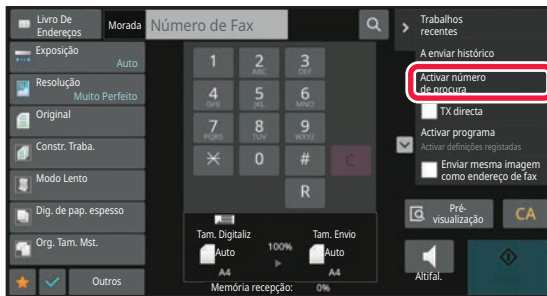 Livro De
Endereços
Morada
Número de Fax
Exposição
Auto
Resolução
Muito Perfeito
Original
Constr. Traba.
Modo Lento
Dig. de pap. espesso
Org. Tam. Mst.
Outros
1
2
ABC
3
DEF
4
GHI
5
JKL
6
MNO
7
PQRS
8
TUV
9
WXYZ
0
#
C
R
Tam. Digitaliz
Auto
A4
100%
Tam. Envio
Auto
A4
Memória recepção: 0%
Trabalhos
recentes
A enviar histórico
Activar número
de procura
TX directa
Activar programa
Activar definições registadas
Enviar mesma imagem
como endereço de fax
Pré-
visualização
CA
Altifal.